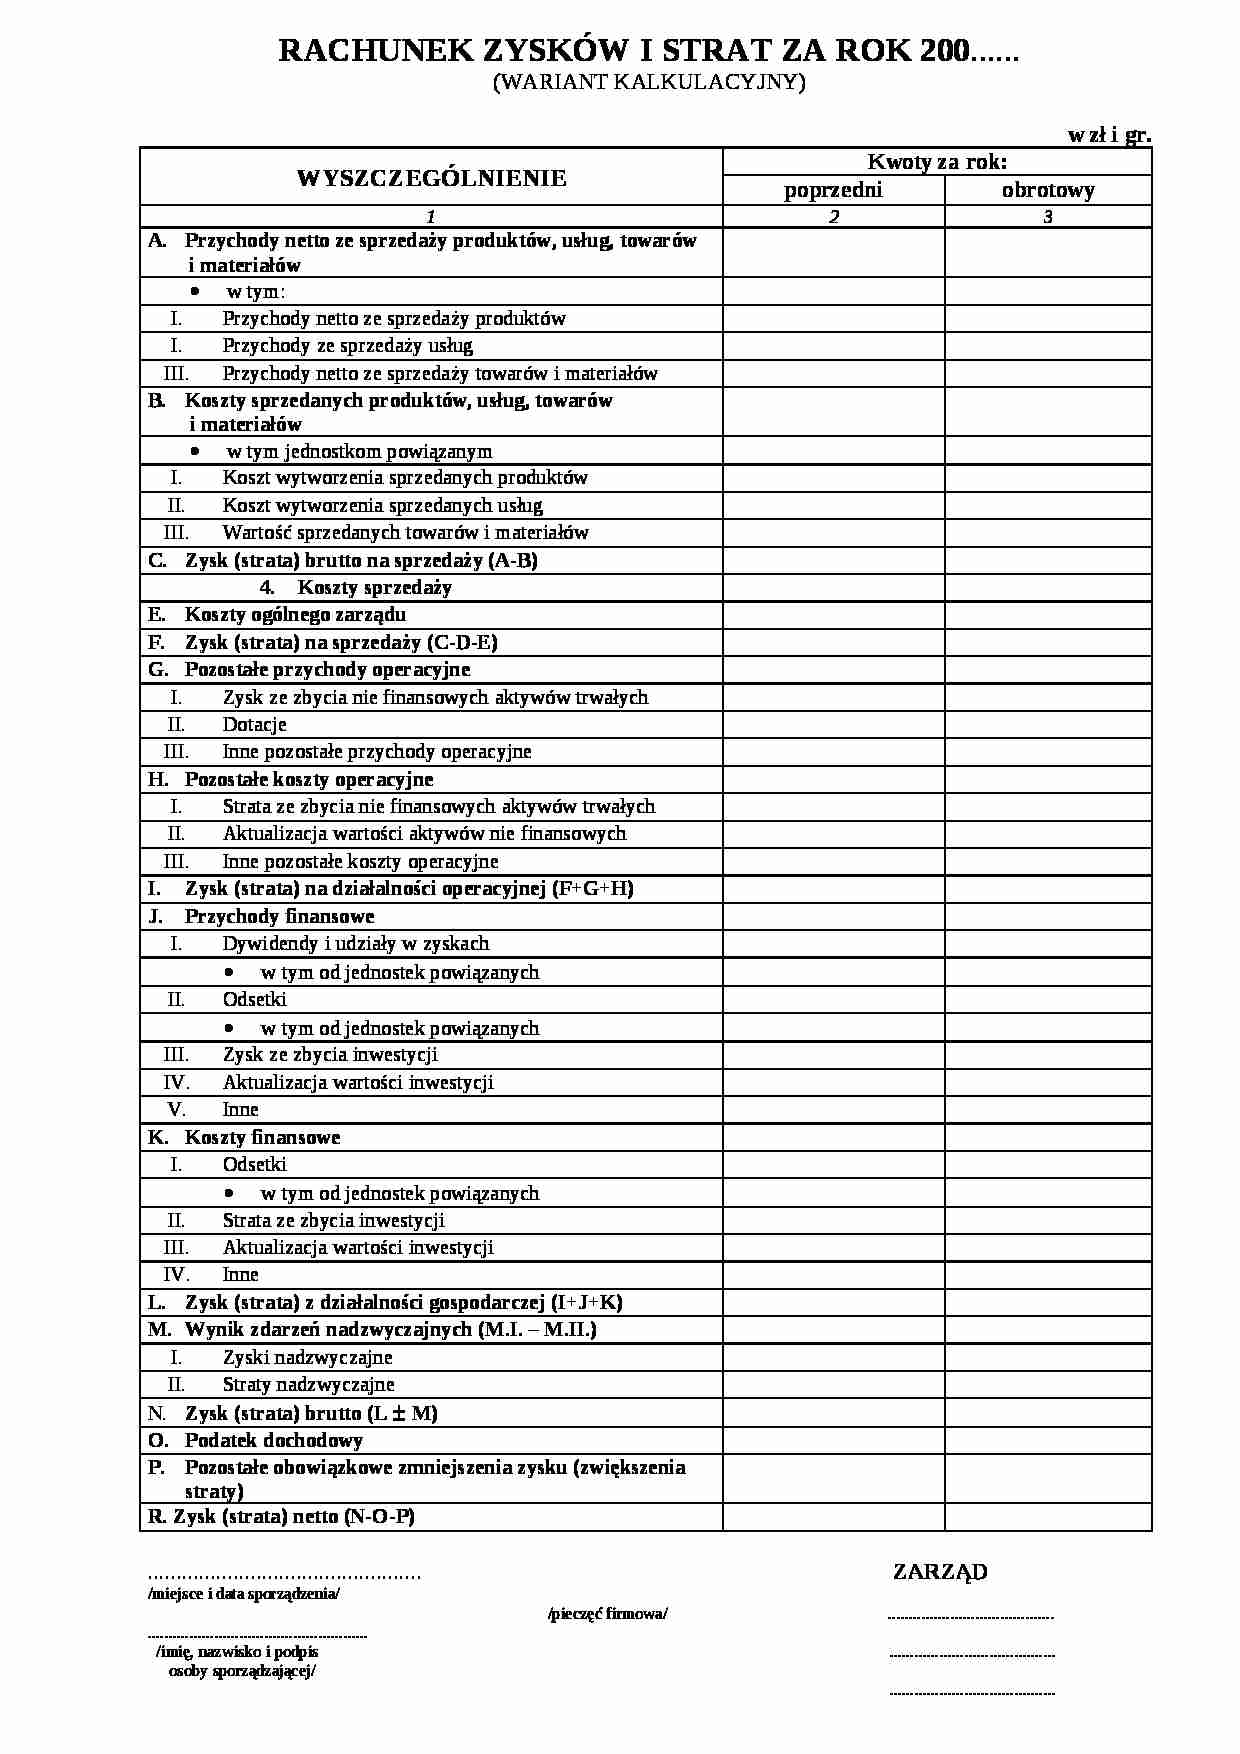 RACHUNEK ZYSKÓW I STRAT ZA ROK 200......
(WARIANT KALKULACYJNY)
w zł i gr.
WYSZCZEGÓLNIENIE
Kwoty za rok:
poprzedni obrotowy
1 2 3
A. Przychody netto ze sprzedaży produktów, usług, towarów
i materiałów
• w tym:
I. Przychody netto ze sprzedaży produktów
I. Przychody ze sprzedaży usług
III. Przychody netto ze sprzedaży towarów i materiałów
B. Koszty sprzedanych produktów, usług, towarów
i materiałów
• w tym jednostkom powiązanym
I. Koszt wytworzenia sprzedanych produktów
II. Koszt wytworzenia sprzedanych usług
III. Wartość sprzedanych towarów i materiałów
C. Zysk (strata) brutto na sprzedaży (A-B)
4. Koszty sprzedaży
E. Koszty ogólnego zarządu
F. Zysk (strata) na sprzedaży (C-D-E)
G. Pozostałe przychody operacyjne
I. Zysk ze zbycia nie finansowych aktywów trwałych
II. Dotacje
III. Inne pozostałe przychody operacyjne
H. Pozostałe koszty operacyjne
I. Strata ze zbycia nie finansowych aktywów trwałych
II. Aktualizacja wartości aktywów nie finansowych
III. Inne pozostałe koszty operacyjne
I. Zysk (strata) na działalności operacyjnej (F+G+H)
J. Przychody finansowe
I. Dywidendy i udziały w zyskach
• w tym od jednostek powiązanych
II. Odsetki
• w tym od jednostek powiązanych
III. Zysk ze zbycia inwestycji
IV. Aktualizacja wartości inwestycji
V. Inne
K. Koszty finansowe
I. Odsetki
• w tym od jednostek powiązanych
II. Strata ze zbycia inwestycji
III. Aktualizacja wartości inwestycji
IV. Inne
L. Zysk (strata) z działalności gospodarczej (I+J+K)
M. Wynik zdarzeń nadzwyczajnych (M.I. – M.II.)
I. Zyski nadzwyczajne
II. Straty nadzwyczajne
N. Zysk (strata) brutto (L ± M)
O. Podatek dochodowy
P. Pozostałe obowiązkowe zmniejszenia zysku (zwiększenia
straty)
R. Zysk (strata) netto (N-O-P)
................................................ ZARZĄD
/miejsce i data sporządzenia/
/pieczęć firmowa/ ........................................
.....................................................
/imię, nazwisko i podpis ........................................
osoby sporządzającej/
........................................